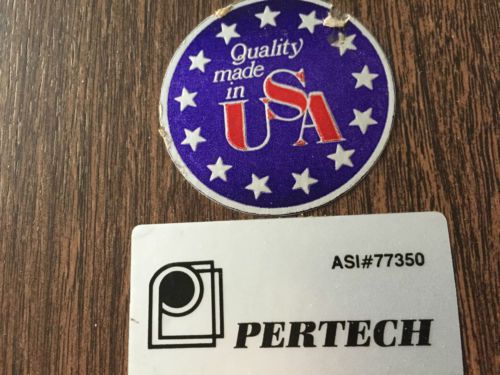 Quality
made
in
USA
ASI#77350
PERTECH